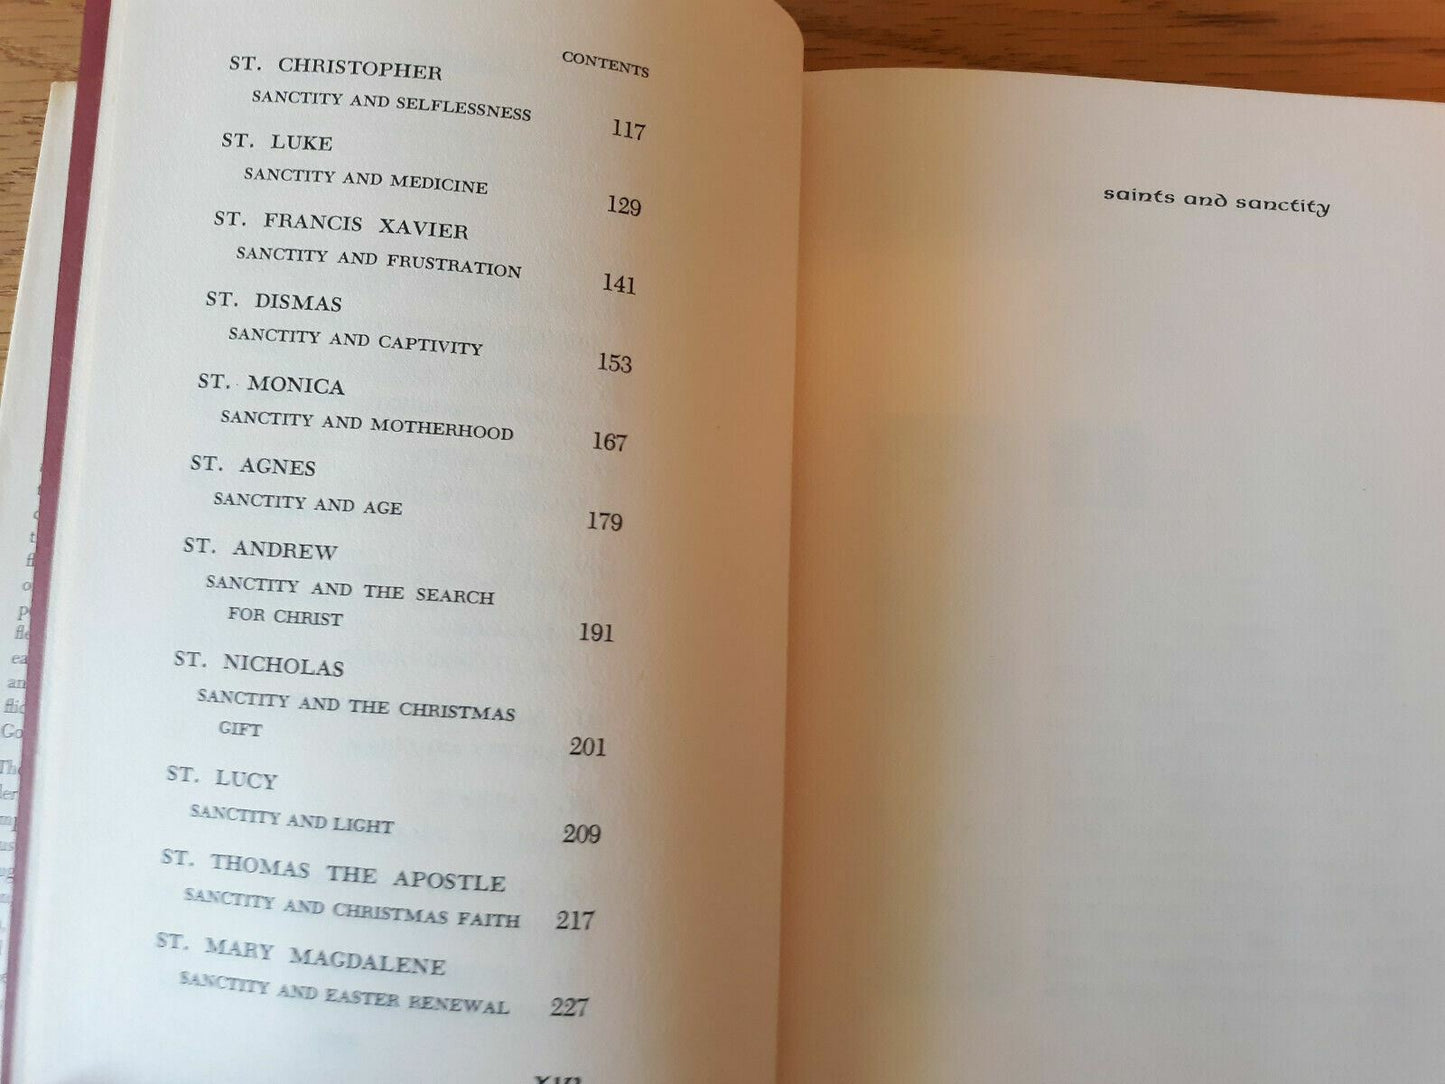 CONTENTS
ST. CHRISTOPHER
SANCTITY AND SELFLESSNESS 117
ST. LUKE
SANCTITY AND MEDICINE 129
ST. FRANCIS XAVIER
SANCTITY AND FRUSTRATION 141
ST. DISMAS
SANCTITY AND CAPTIVITY 153
ST. MONICA
SANCTITY AND MOTHERHOOD 167
ST. AGNES
SANCTITY AND AGE 179
ST. ANDREW
SANCTITY AND THE SEARCH
FOR CHRIST 191
ST. NICHOLAS
SANCTITY AND THE CHRISTMAS
GIFT 201
ST. LUCY
SANCTITY AND LIGHT 209
ST. THOMAS THE APOSTLE
SANCTITY AND CHRISTMAS FAITH 217
ST. MARY MAGDALENE
SANCTITY AND EASTER RENEWAL 227
saints and sanctity